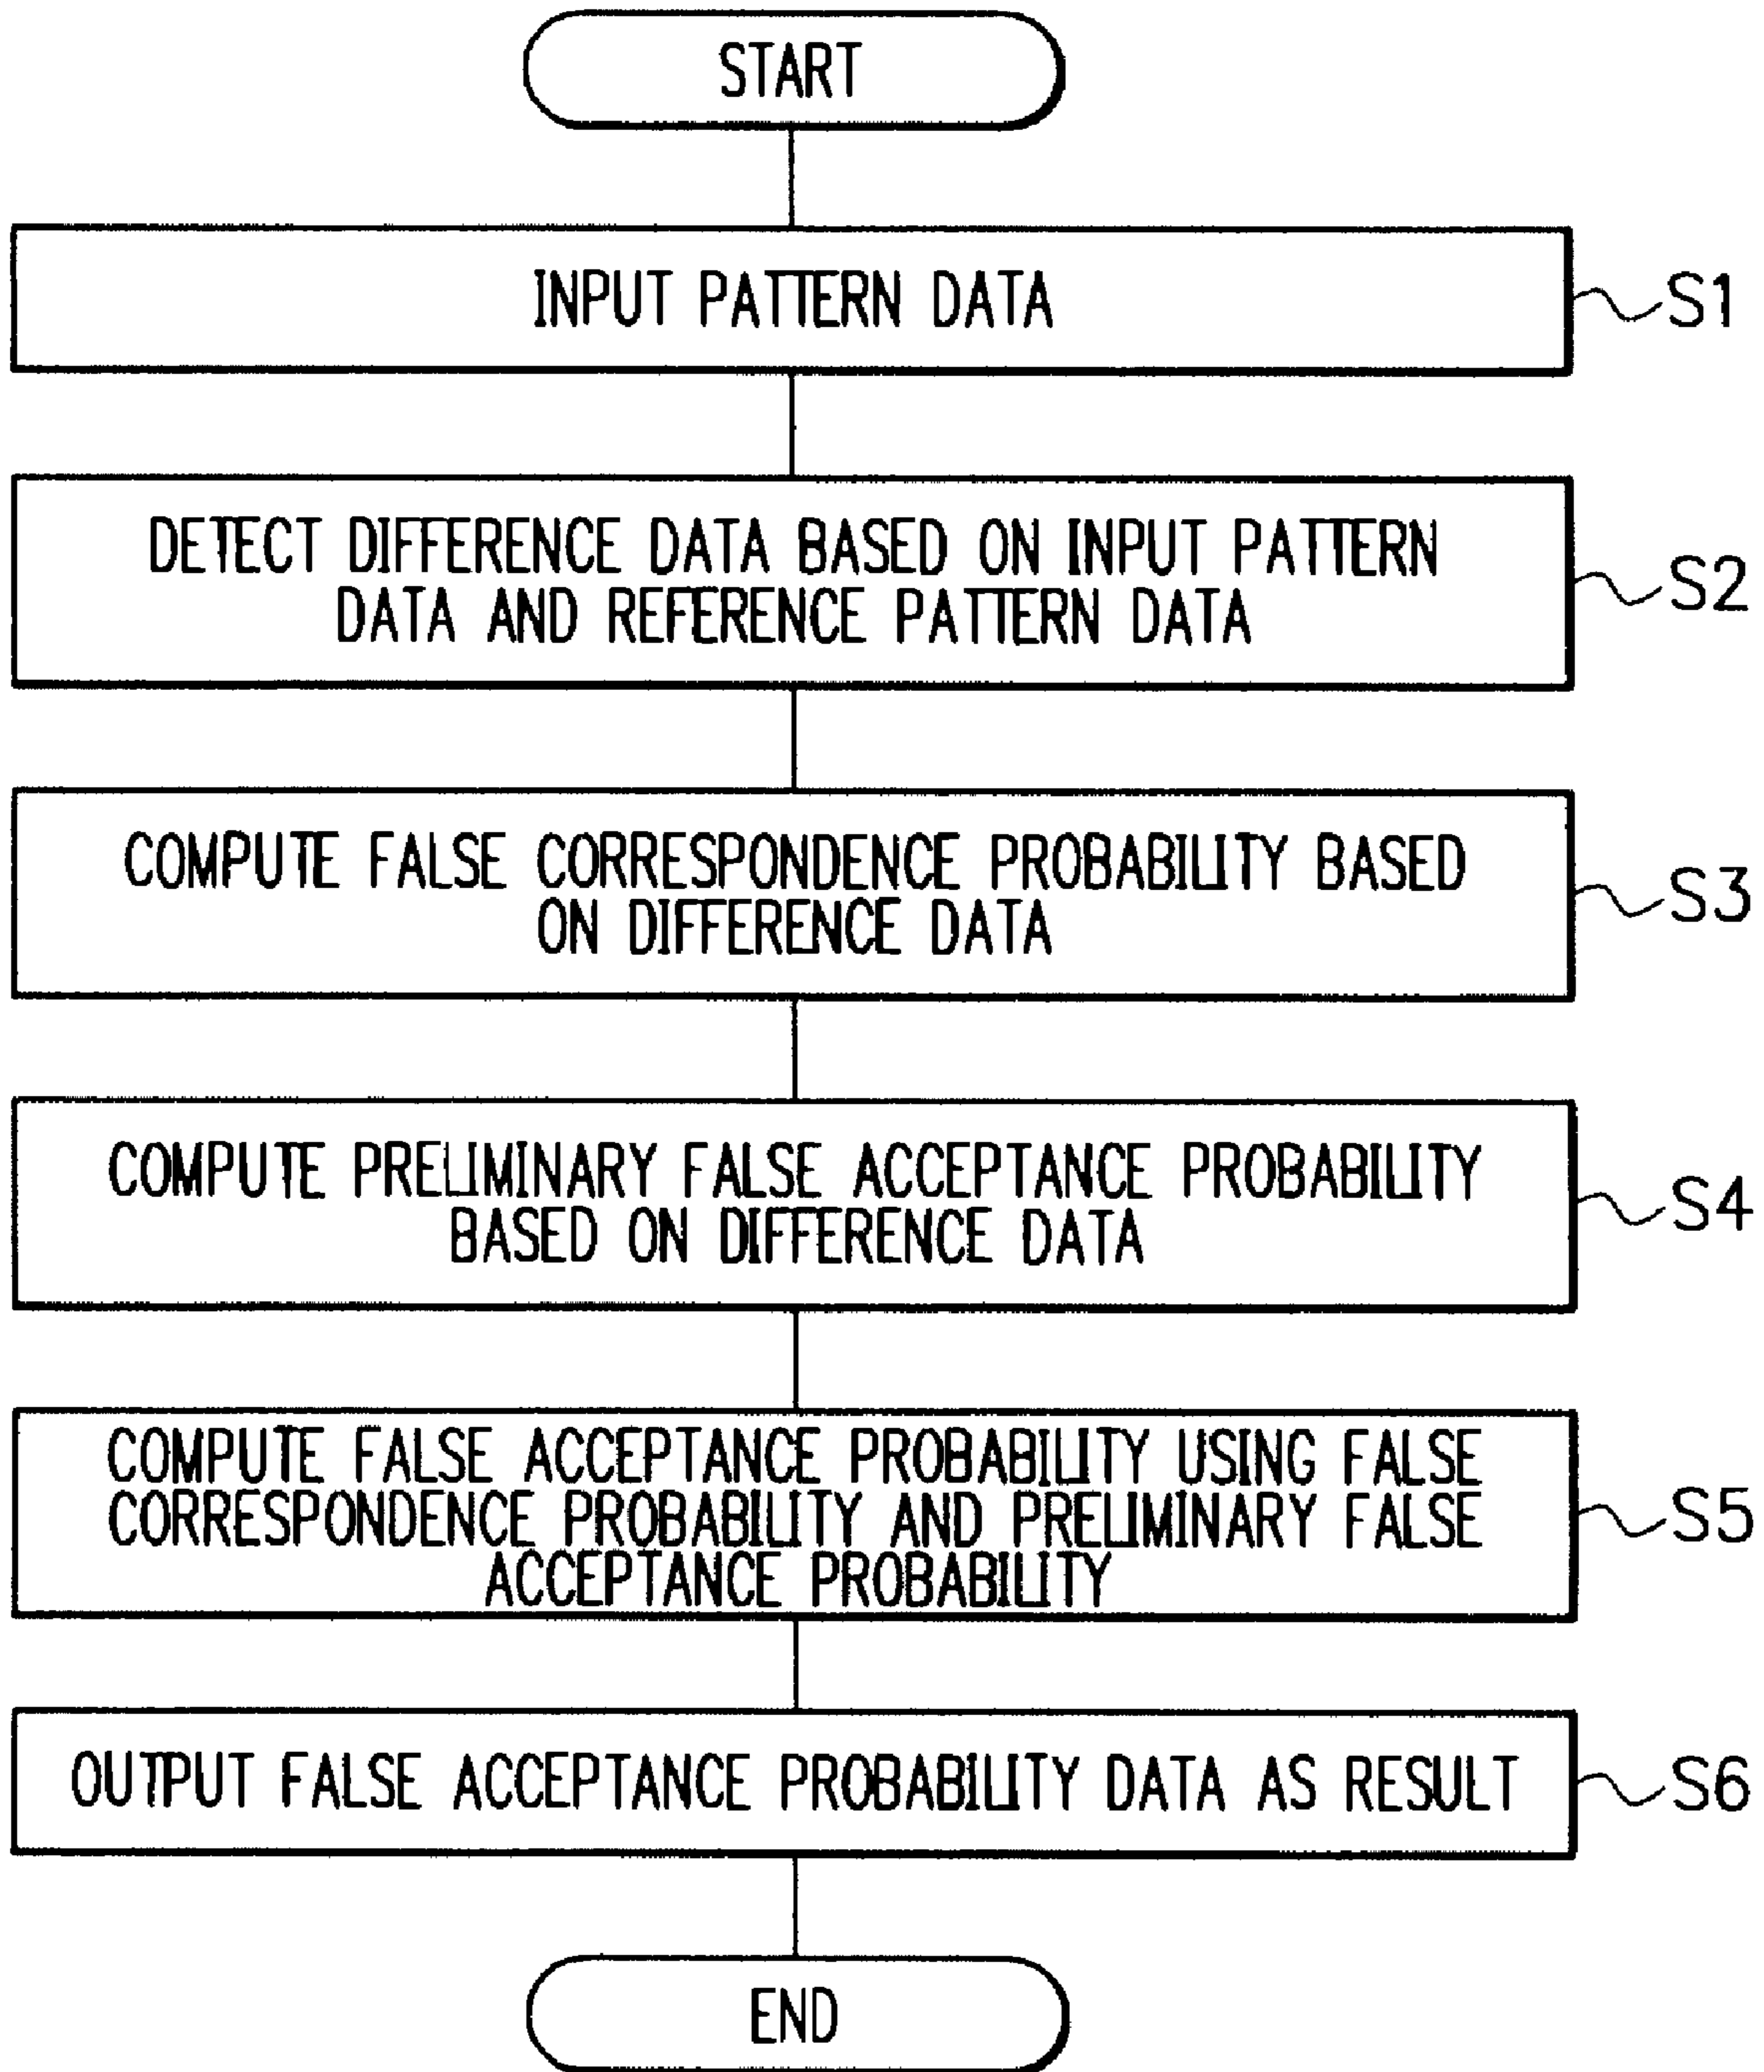 START
INPUT PATTERN DATA
S1
DETECT DIFFERENCE DATA BASED ON INPUT PATTERN
DATA AND REFERENCE PATTERN DATA
S2
COMPUTE FALSE CORRESPONDENCE PROBABILITY BASED
ON DIFFERENCE DATA
S3
COMPUTE PRELIMINARY FALSE ACCEPTANCE PROBABILITY
BASED ON DIFFERENCE DATA
S4
COMPUTE FALSE ACCEPTANCE PROBABILITY USING FALSE
CORRESPONDENCE PROBABILITY AND PRELIMINARY FALSE
ACCEPTANCE PROBABILITY
S5
OUTPUT FALSE ACCEPTANCE PROBABILITY DATA AS RESULT
S6
END